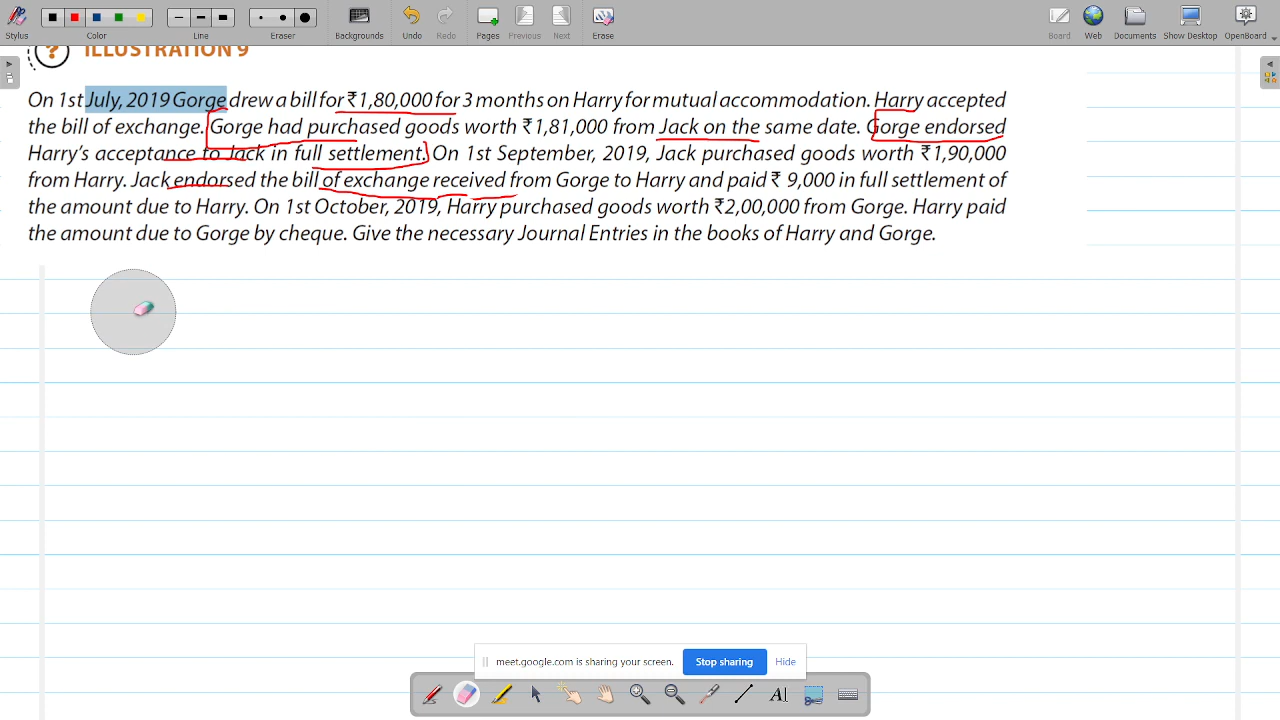 Stylus Color Line Eraser Backgrounds Undo Redo Pages Previous Next Erase Board Web Documents Show Desktop OpenBoard
ILLUSTRATION 9
On 1st July, 2019 Gorge drew a bill for ₹1,80,000 for 3 months on Harry for mutual accommodation. Harry accepted
the bill of exchange. Gorge had purchased goods worth ₹1,81,000 from Jack on the same date. Gorge endorsed
Harry's acceptance to Jack in full settlement. On 1st September, 2019, Jack purchased goods worth ₹1,90,000
from Harry. Jack endorsed the bill of exchange received from Gorge to Harry and paid ₹ 9,000 in full settlement of
the amount due to Harry. On 1st October, 2019, Harry purchased goods worth ₹2,00,000 from Gorge. Harry paid
the amount due to Gorge by cheque. Give the necessary Journal Entries in the books of Harry and Gorge.
meet.google.com is sharing your screen. Stop sharing Hide
AI